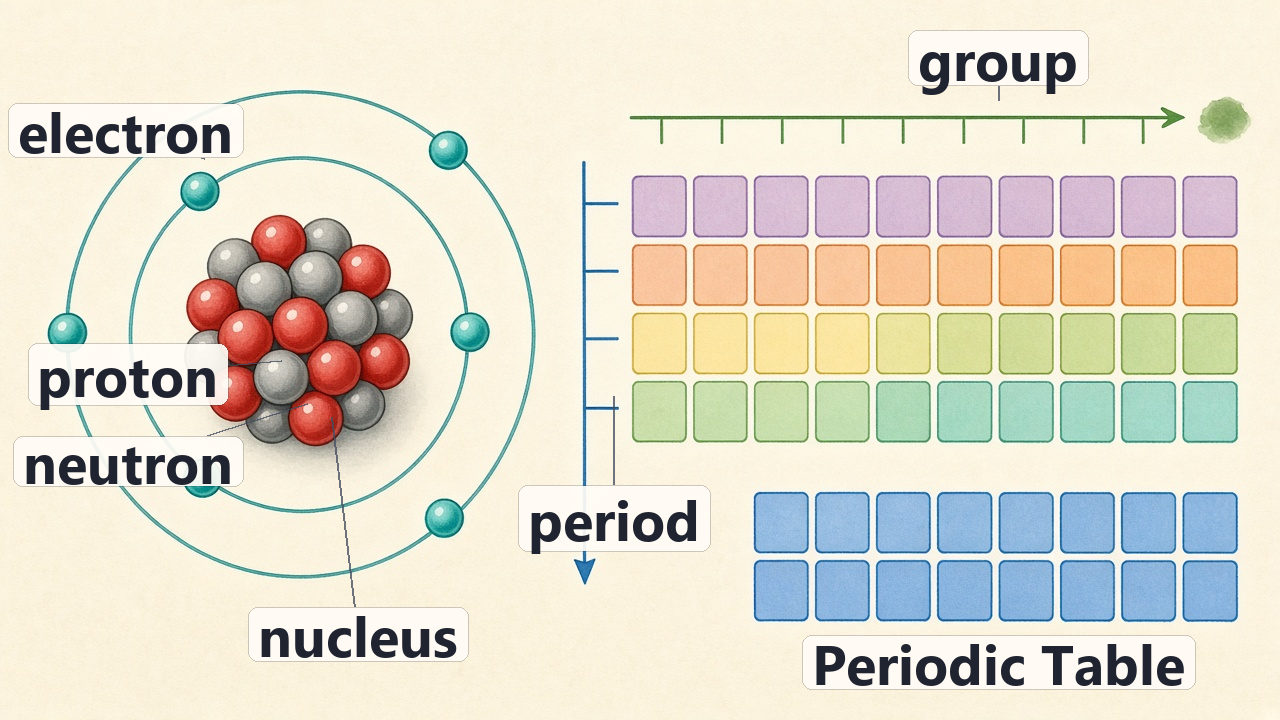 group
electron
proton
neutron
period
nucleus
Periodic Table